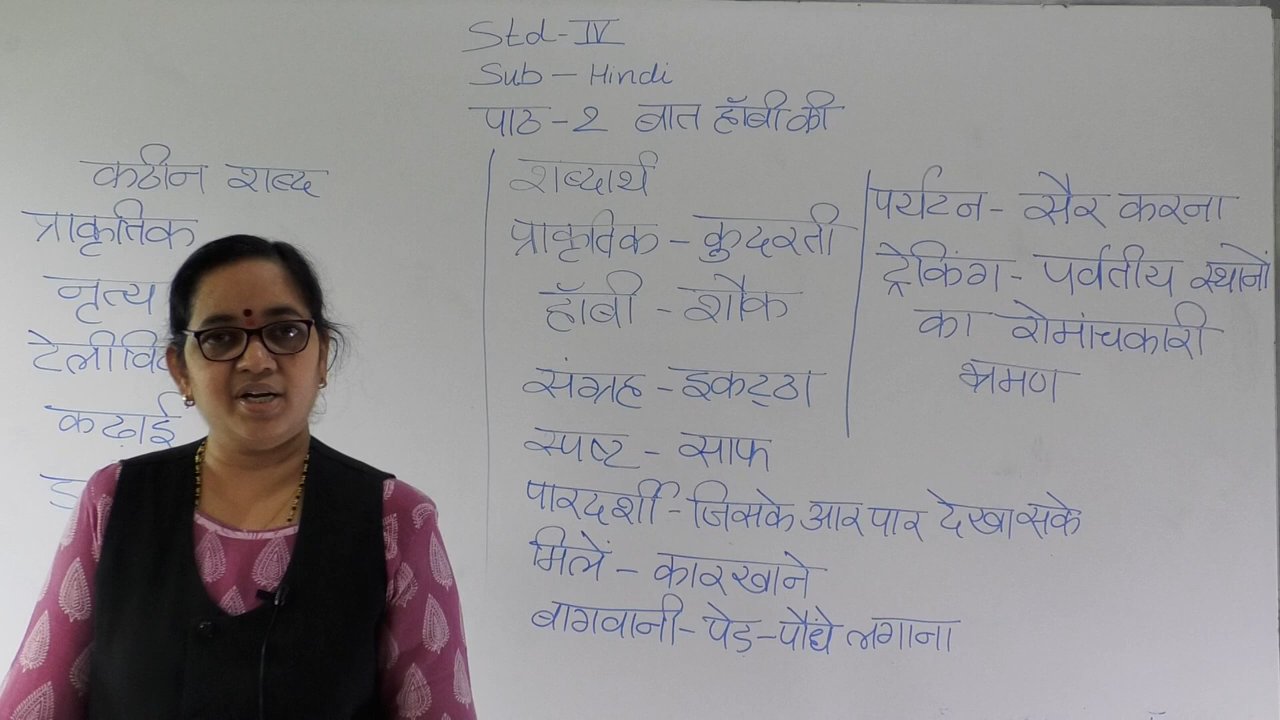 Std-IV
Sub-Hindi
पाठ-2 बात हॉबी की
कठीन शब्द
प्राकृतिक
नृत्य
कढ़ाई
शब्दार्थ
प्राकृतिक - कुदरती
हॉबी - शौक
संग्रह - इकट्ठा
स्पष्ट - साफ
पारदर्शी - जिसके आर पार देखा सके
मिलें - कारखाने
बागवानी - पेड़-पौंधे लगाना
पर्यटन - सैर करना
ट्रेकिंग - पर्वतीय स्थानों
का रोमांचकारी
भ्रमण